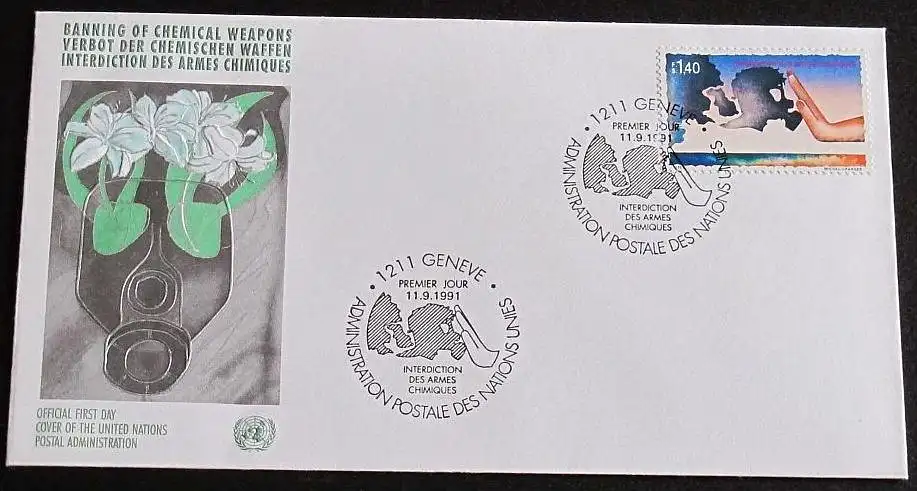 BANNING OF CHEMICAL WEAPONS
VERBOT DER CHEMISCHEN WAFFEN
INTERDICTION DES ARMES CHIMIQUES
1,40
1211 GENEVE
PREMIER JOUR
11.9.1991
INTERDICTION
DES ARMES
CHIMIQUES
ADMINISTRATION POSTALE DES NATIONS UNIES
1211 GENEVE
PREMIER JOUR
11.9.1991
INTERDICTION
DES ARMES
CHIMIQUES
ADMINISTRATION POSTALE DES NATIONS UNIES
OFFICIAL FIRST DAY
COVER OF THE UNITED NATIONS
POSTAL ADMINISTRATION